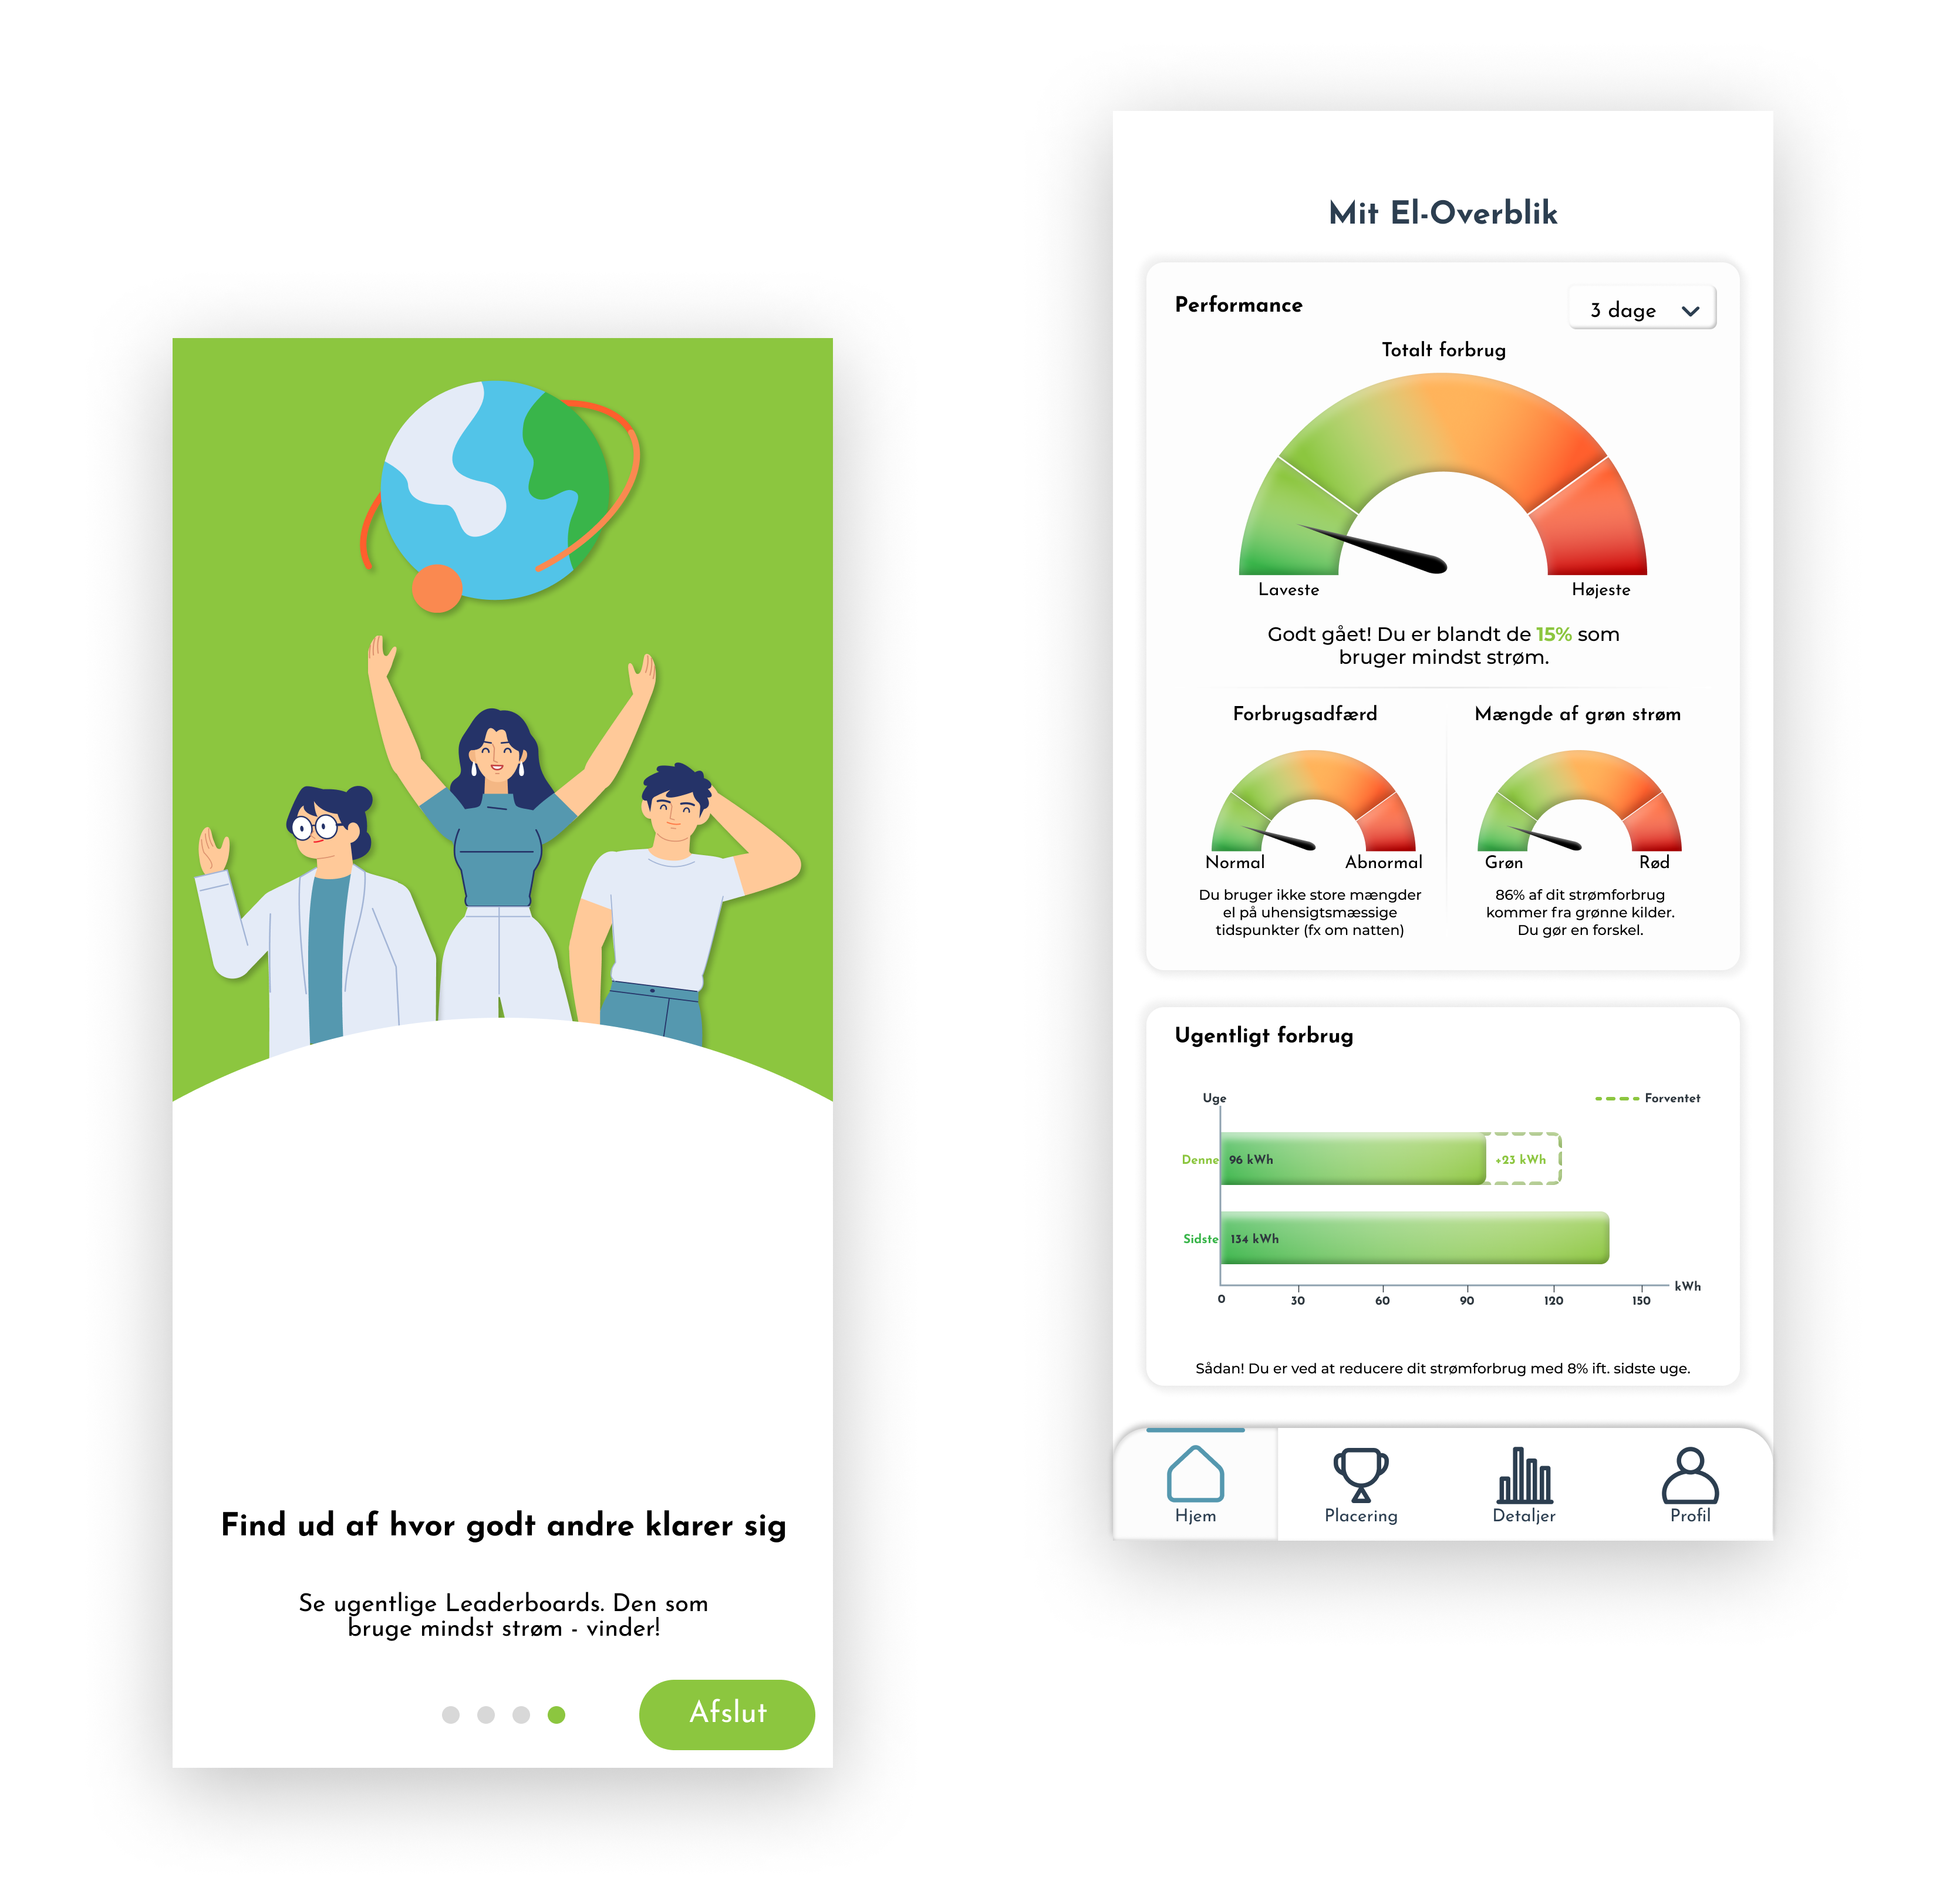 Find ud af hvor godt andre klarer sig
Se ugentlige Leaderboards. Den som
bruge mindst strøm - vinder!
Afslut
Mit El-Overblik
Performance
3 dage
Totalt forbrug
Laveste
Højeste
Godt gået! Du er blandt de 15% som
bruger mindst strøm.
Forbrugsadfærd
Normal
Abnormal
Du bruger ikke store mængder
el på uhensigtsmæssige
tidspunkter (fx om natten)
Mængde af grøn strøm
Grøn
Rød
86% af dit strømforbrug
kommer fra grønne kilder.
Du gør en forskel.
Ugentligt forbrug
Uge
Forventet
Denne
96 kWh
+23 kWh
Sidste
134 kWh
kWh
0 30 60 90 120 150
Sådan! Du er ved at reducere dit strømforbrug med 8% ift. sidste uge.
Hjem
Placering
Detaljer
Profil